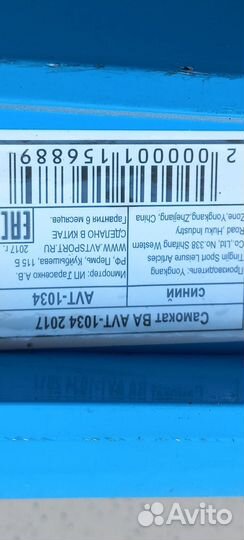 Самокат ВА AVT-1034 2017
СИНИЙ
AVT-1034
Производитель: Yongkang
Tingjin Sport Leisure Articles
Co.,Ltd. No.333 Shifang Western
Road ,Huku Industry
Zone,Yongkang,Zhejiang, China
Импортер: ИП Тарасенко А.В.
РФ, Пермь, Куйбышева, 115 Б
WWW.AVTSPORT.RU
СДЕЛАНО В КИТАЕ
Гарантия 6 месяцев.
2017 г.
EAC
2 000001 156889
Avito